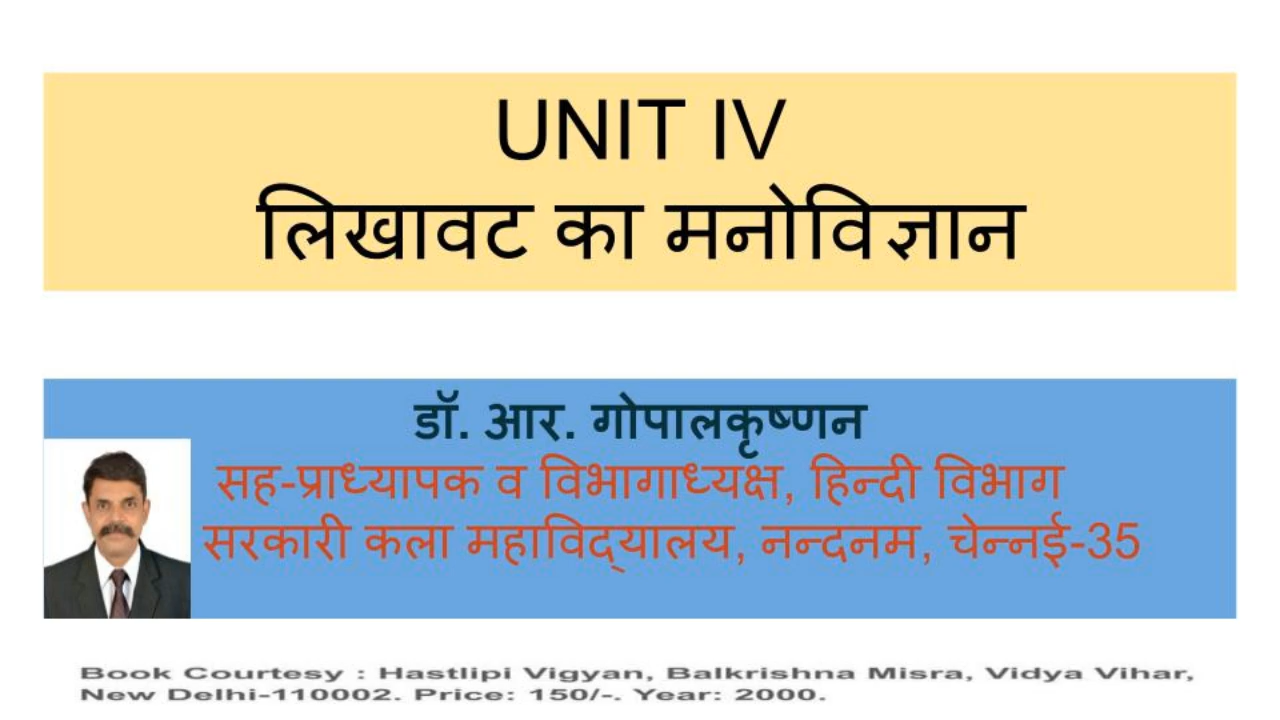 UNIT IV
लिखावट का मनोविज्ञान
डॉ. आर. गोपालकृष्णन
सह-प्राध्यापक व विभागाध्यक्ष, हिन्दी विभाग
सरकारी कला महाविद्यालय, नन्दनम, चेन्नई-35
Book Courtesy : Hastlipi Vigyan, Balkrishna Misra, Vidya Vihar,
New Delhi-110002. Price: 150/-. Year: 2000.